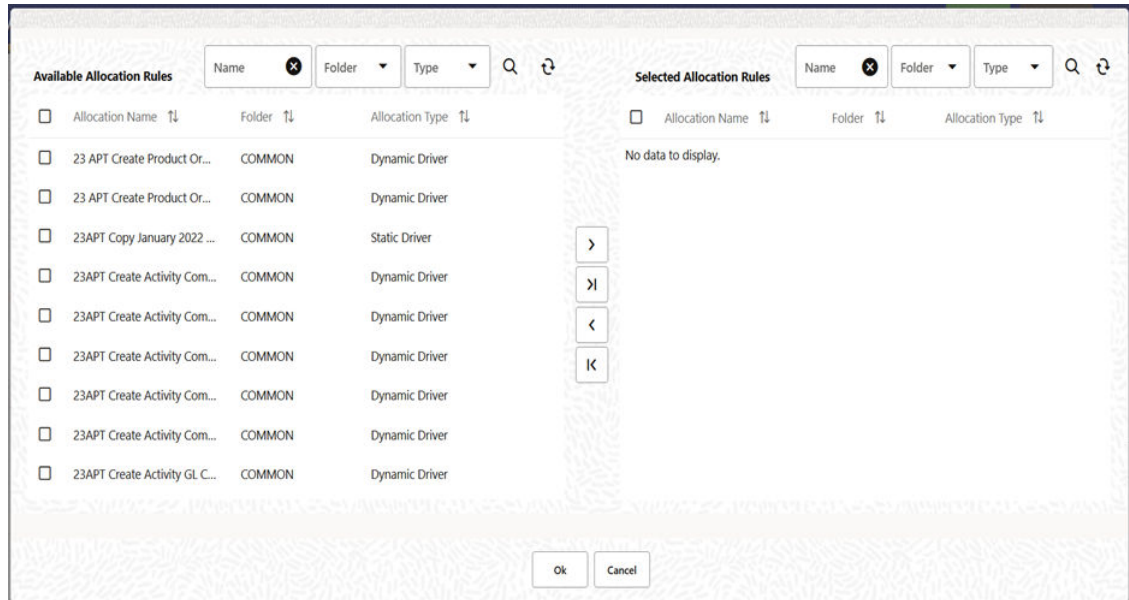 Available Allocation Rules Name Folder Type
Allocation Name Folder Allocation Type
23 APT Create Product Or... COMMON Dynamic Driver
23 APT Create Product Or... COMMON Dynamic Driver
23APT Copy January 2022 ... COMMON Static Driver
23APT Create Activity Com... COMMON Dynamic Driver
23APT Create Activity Com... COMMON Dynamic Driver
23APT Create Activity Com... COMMON Dynamic Driver
23APT Create Activity Com... COMMON Dynamic Driver
23APT Create Activity Com... COMMON Dynamic Driver
23APT Create Activity GL C... COMMON Dynamic Driver
Selected Allocation Rules Name Folder Type
Allocation Name Folder Allocation Type
No data to display.
Ok Cancel